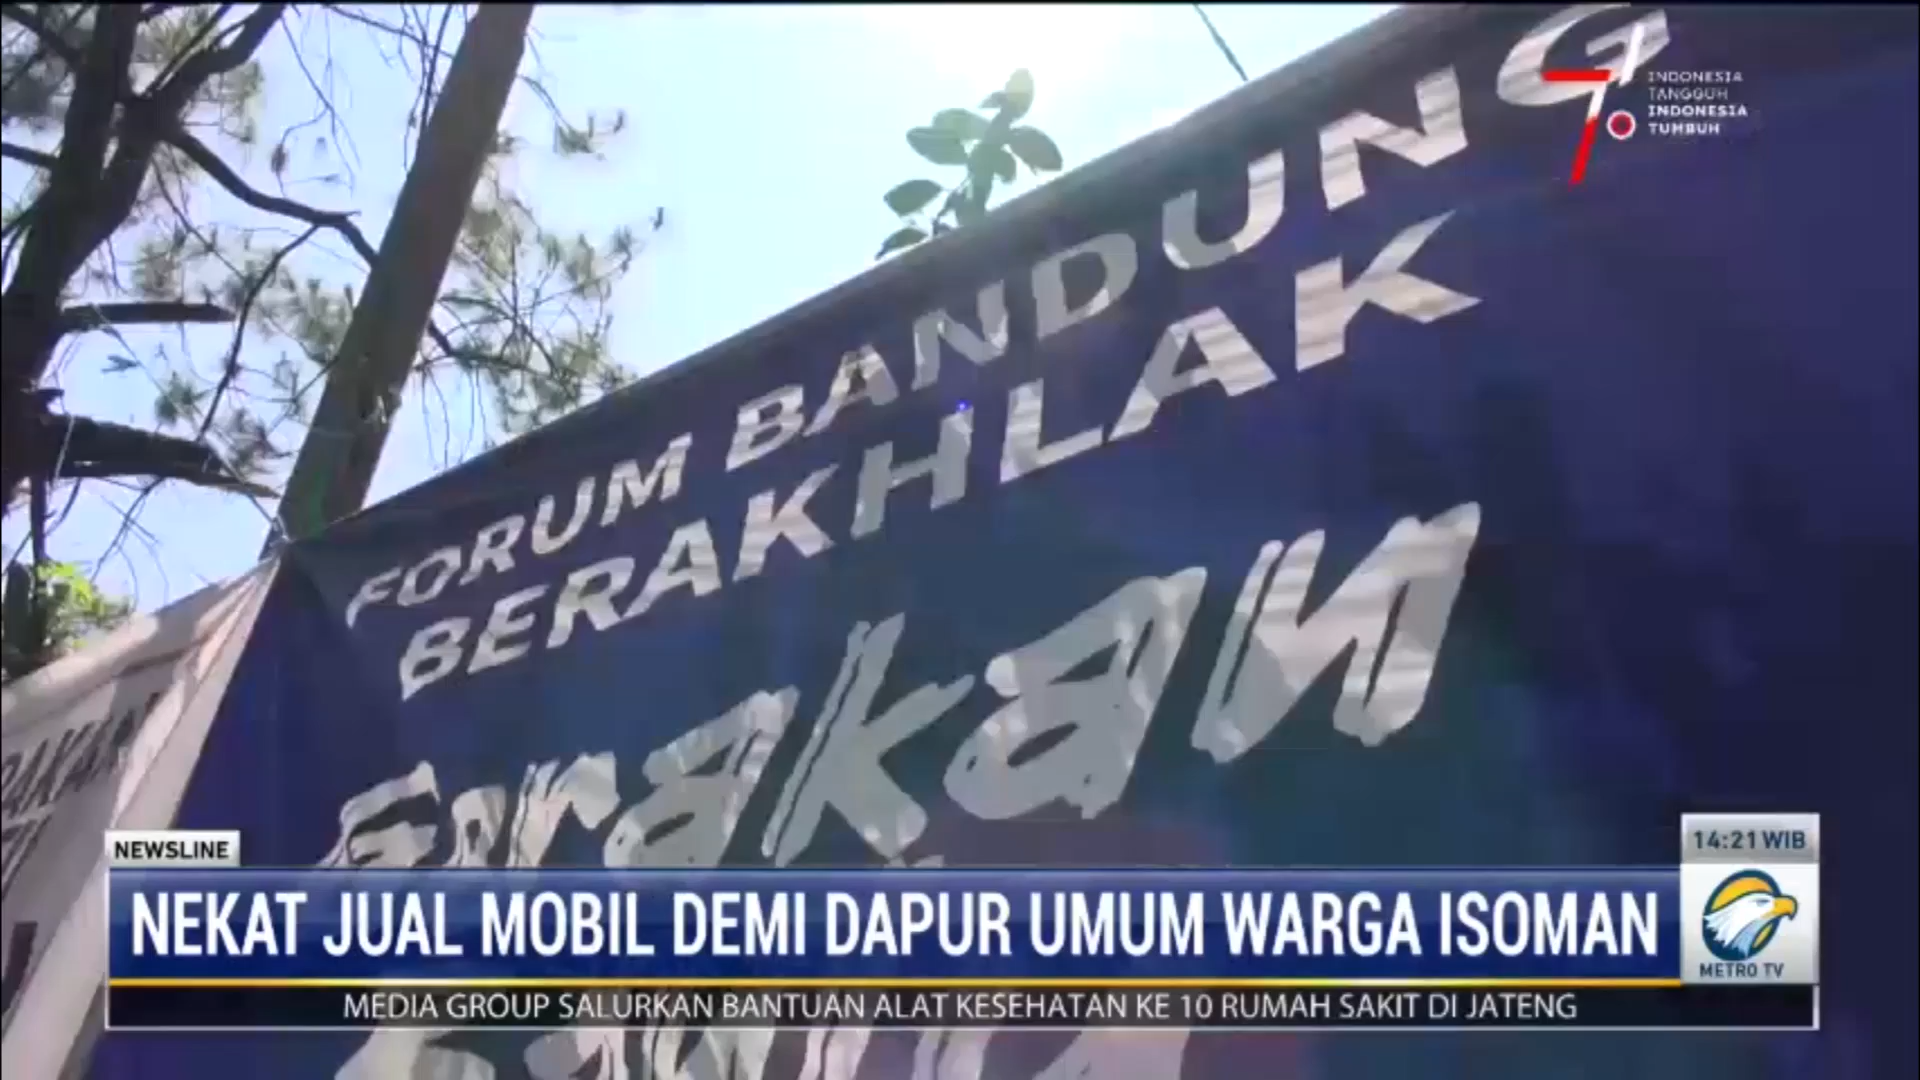 FORUM BANDUNG
BERAKHLAK
Gerakan
INDONESIA
TANGGUH
INDONESIA
TUMBUH
NEWSLINE
14:21 WIB
NEKAT JUAL MOBIL DEMI DAPUR UMUM WARGA ISOMAN
METRO TV
MEDIA GROUP SALURKAN BANTUAN ALAT KESEHATAN KE 10 RUMAH SAKIT DI JATENG